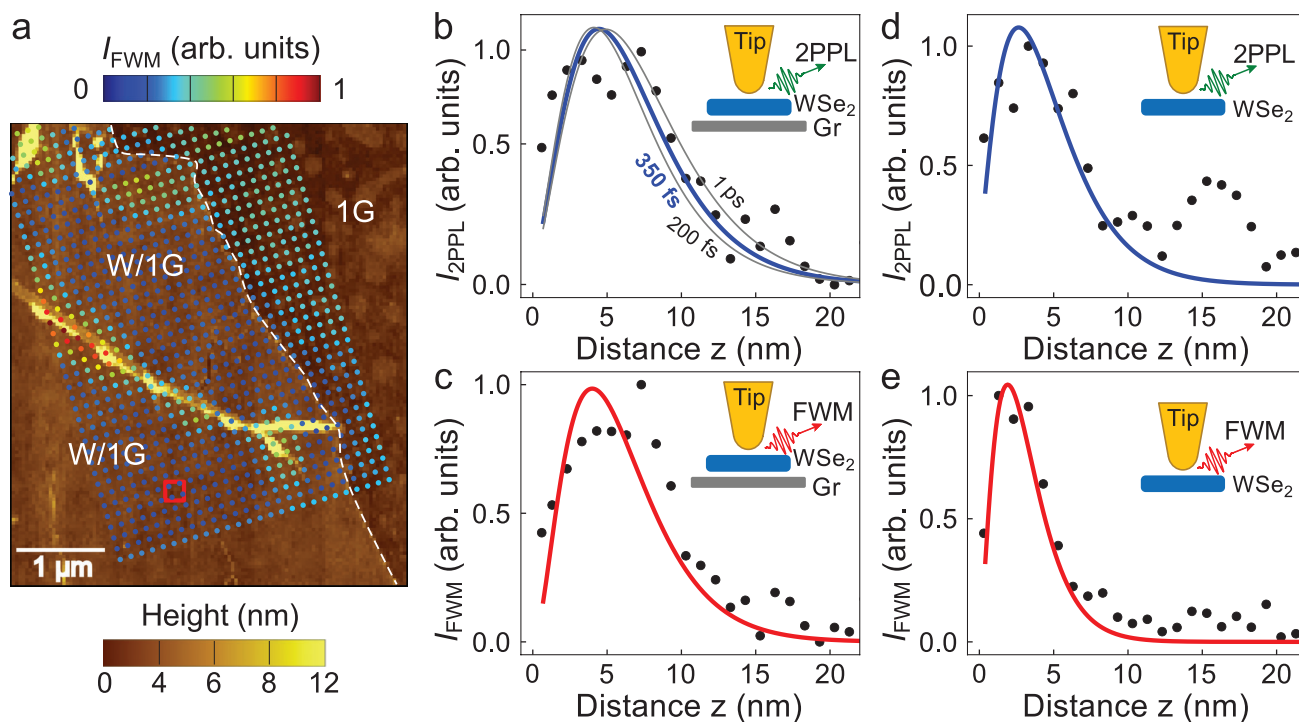 a
I_FWM (arb. units)
0 1
1G
W/1G
W/1G
1 μm
Height (nm)
0 4 8 12
b
I_2PPL (arb. units)
1.0
0.5
0.0
Tip
2PPL
WSe₂
Gr
350 fs
1 ps
200 fs
0 5 10 15 20
Distance z (nm)
c
I_FWM (arb. units)
1.0
0.5
0.0
Tip
FWM
WSe₂
Gr
0 5 10 15 20
Distance z (nm)
d
I_2PPL (arb. units)
1.0
0.5
0.0
Tip
2PPL
WSe₂
0 5 10 15 20
Distance z (nm)
e
I_FWM (arb. units)
1.0
0.5
0.0
Tip
FWM
WSe₂
0 5 10 15 20
Distance z (nm)